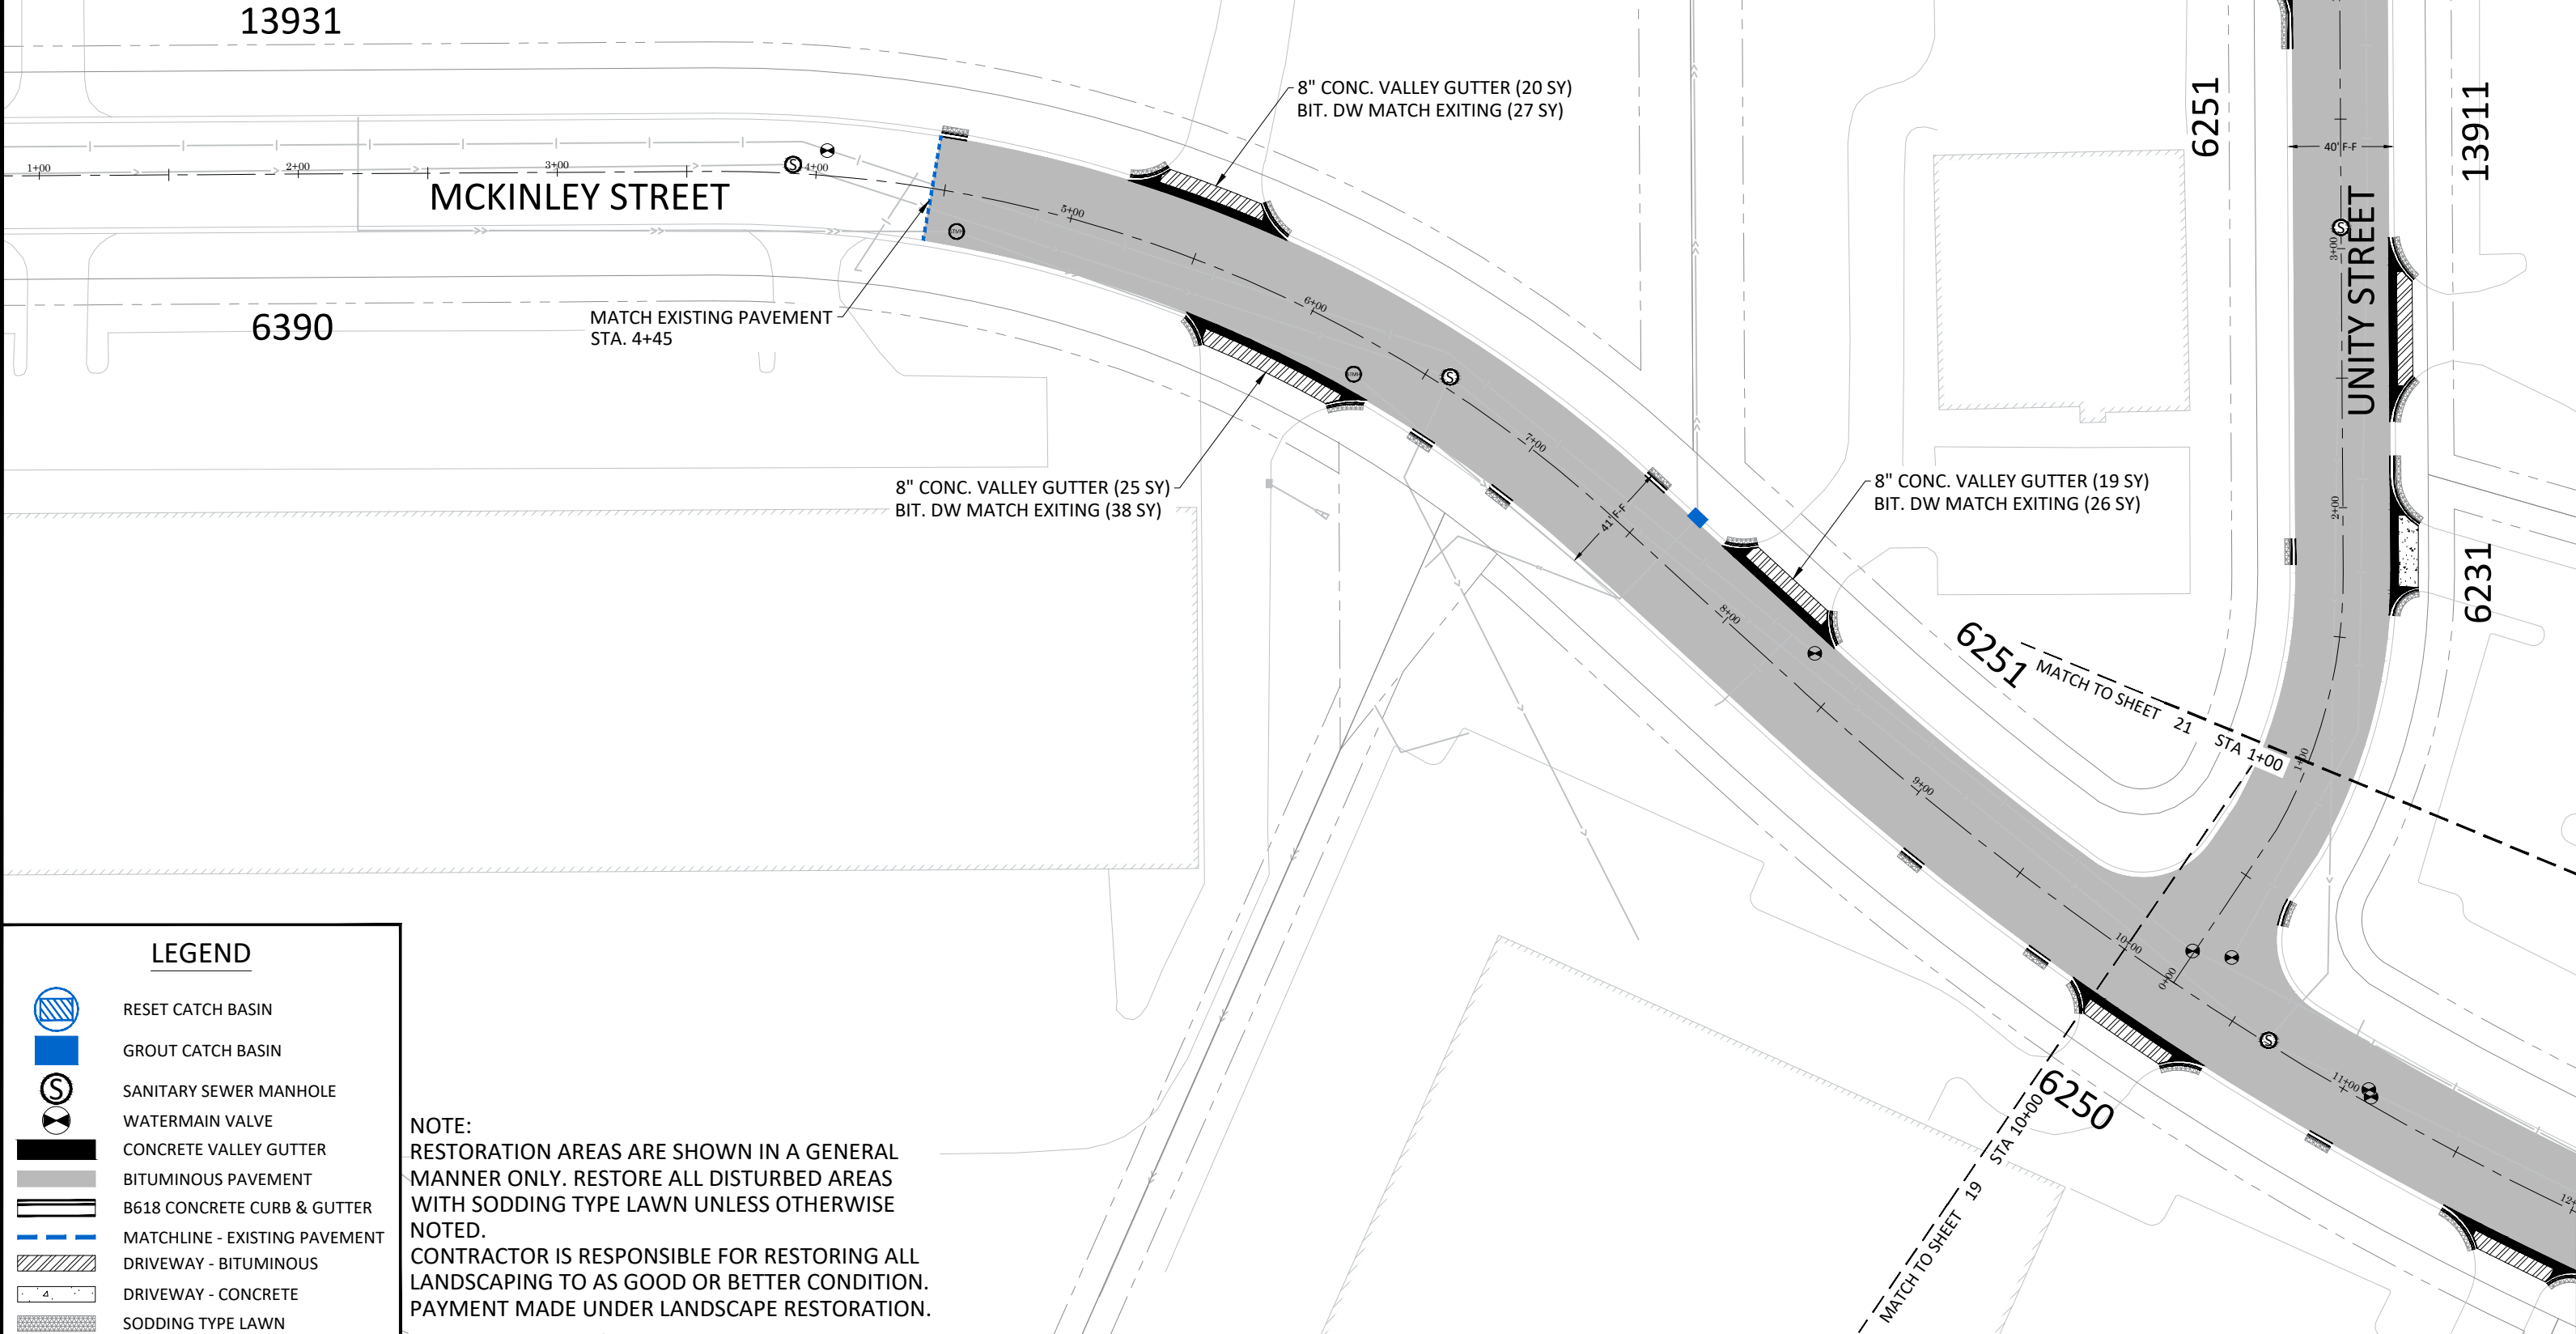 13931
1+00
2+00
3+00
4+00
MCKINLEY STREET
6390
MATCH EXISTING PAVEMENT
STA. 4+45
8" CONC. VALLEY GUTTER (20 SY)
BIT. DW MATCH EXITING (27 SY)
5+00
6+00
7+00
8" CONC. VALLEY GUTTER (25 SY)
BIT. DW MATCH EXITING (38 SY)
41' F-F
8" CONC. VALLEY GUTTER (19 SY)
BIT. DW MATCH EXITING (26 SY)
8+00
9+00
10+00
11+00
6251
13911
40' F-F
UNITY STREET
3+00
2+00
6231
6251
MATCH TO SHEET 21 STA 1+00
1+00
0+00
S
S
S
S
6250
MATCH TO SHEET 19 STA 10+00
LEGEND
RESET CATCH BASIN
GROUT CATCH BASIN
S SANITARY SEWER MANHOLE
WATERMAIN VALVE
CONCRETE VALLEY GUTTER
BITUMINOUS PAVEMENT
B618 CONCRETE CURB & GUTTER
MATCHLINE - EXISTING PAVEMENT
DRIVEWAY - BITUMINOUS
DRIVEWAY - CONCRETE
SODDING TYPE LAWN
NOTE:
RESTORATION AREAS ARE SHOWN IN A GENERAL
MANNER ONLY. RESTORE ALL DISTURBED AREAS
WITH SODDING TYPE LAWN UNLESS OTHERWISE
NOTED.
CONTRACTOR IS RESPONSIBLE FOR RESTORING ALL
LANDSCAPING TO AS GOOD OR BETTER CONDITION.
PAYMENT MADE UNDER LANDSCAPE RESTORATION.